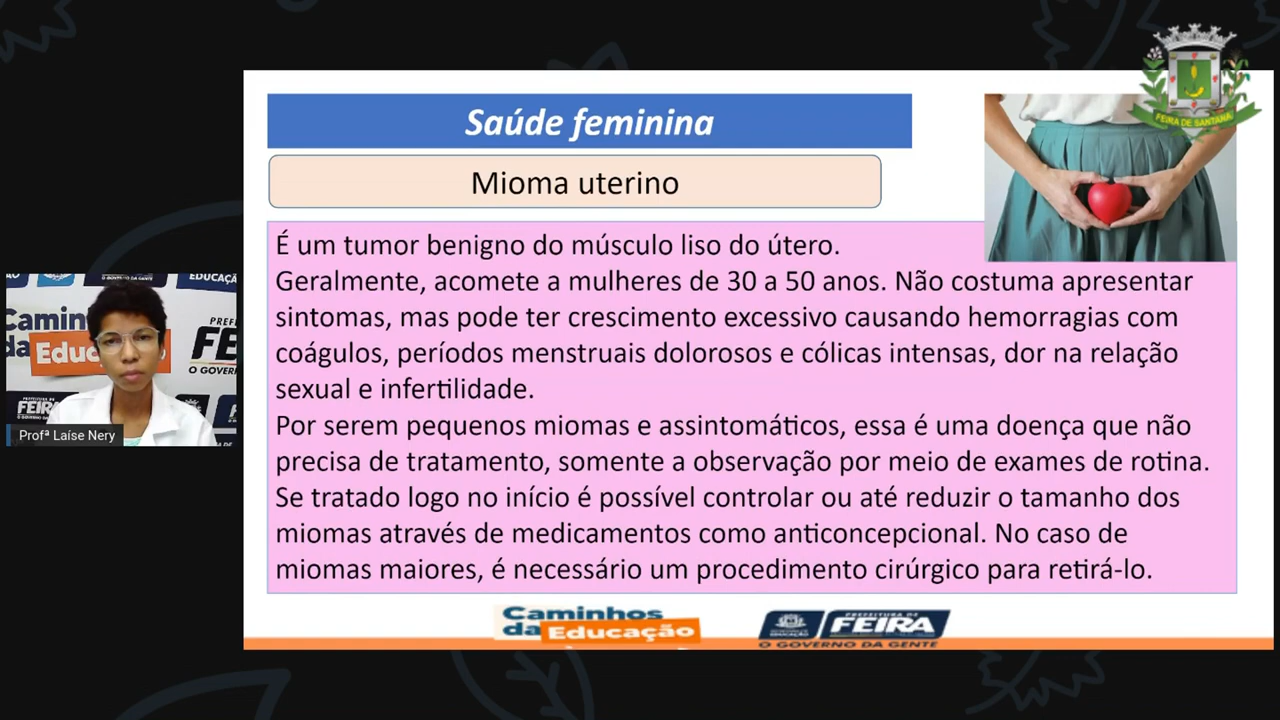 FEIRA DE SANTANA
Saúde feminina
Mioma uterino
É um tumor benigno do músculo liso do útero.
Geralmente, acomete a mulheres de 30 a 50 anos. Não costuma apresentar
sintomas, mas pode ter crescimento excessivo causando hemorragias com
coágulos, períodos menstruais dolorosos e cólicas intensas, dor na relação
sexual e infertilidade.
Por serem pequenos miomas e assintomáticos, essa é uma doença que não
precisa de tratamento, somente a observação por meio de exames de rotina.
Se tratado logo no início é possível controlar ou até reduzir o tamanho dos
miomas através de medicamentos como anticoncepcional. No caso de
miomas maiores, é necessário um procedimento cirúrgico para retirá-lo.
Profª Laíse Nery
Caminhos
da Educação
PREFEITURA DE
FEIRA
O GOVERNO DA GENTE